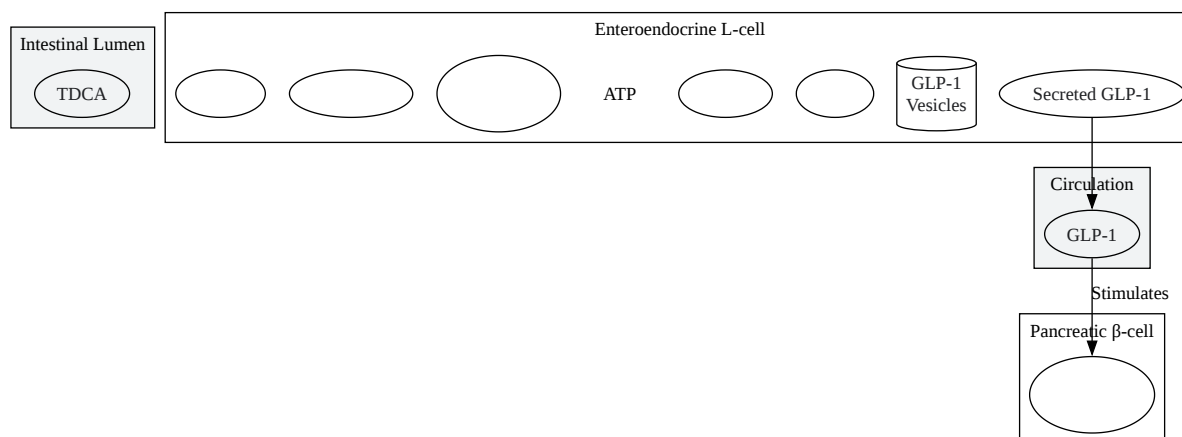 Intestinal Lumen
TDCA
Enteroendocrine L-cell
ATP
GLP-1
Vesicles
Secreted GLP-1
Circulation
GLP-1
Stimulates
Pancreatic β-cell